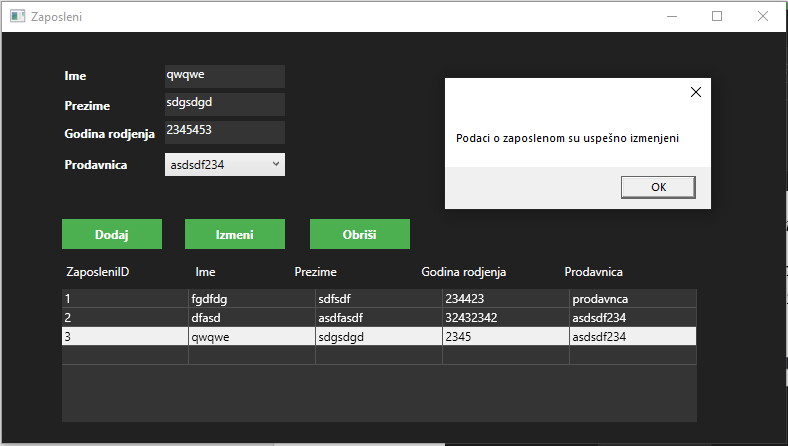 Zaposleni
Ime qwqwe
Prezime sdgsdgd
Godina rodjenja 2345453
Prodavnica asdsdf234
Podaci o zaposlenom su uspešno izmenjeni
OK
Dodaj Izmeni Obriši
ZaposleniID Ime Prezime Godina rodjenja Prodavnica
1 fgdfdg sdfsdf 234423 prodavnca
2 dfasd asdfasdf 32432342 asdsdf234
3 qwqwe sdgsdgd 2345 asdsdf234